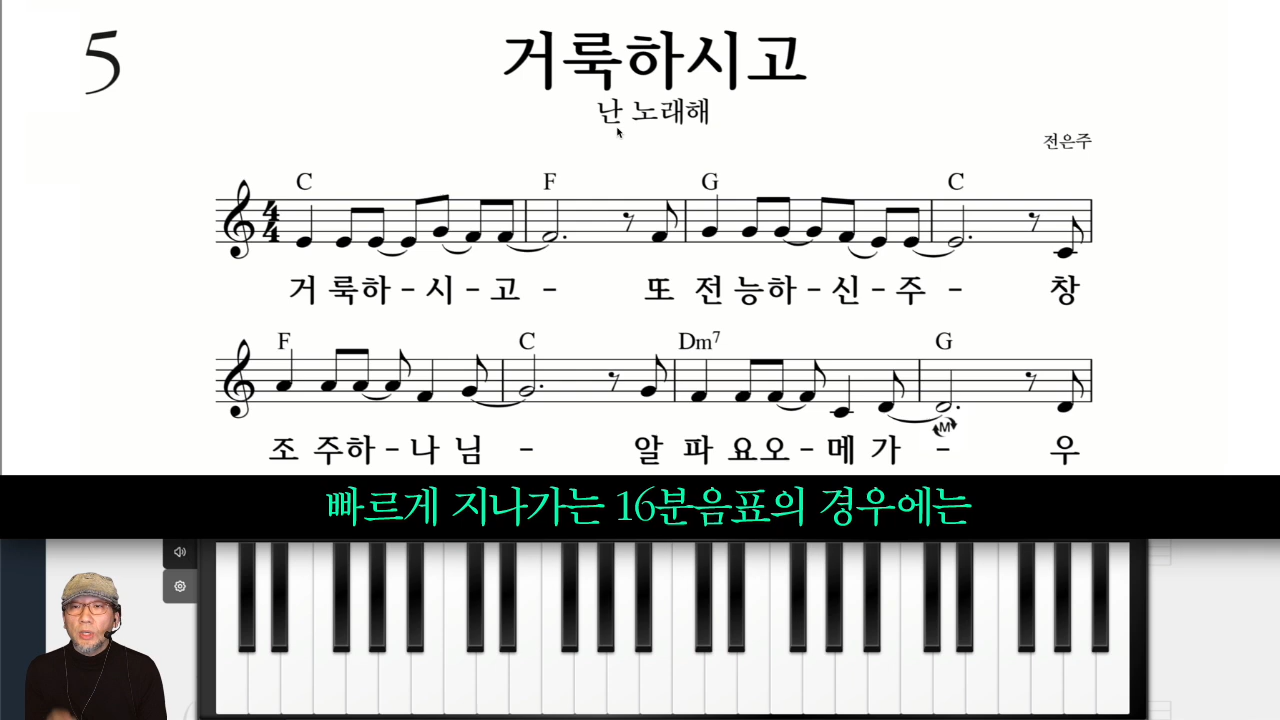 5
거룩하시고
난 노래해
전은주
C F G C
4
4
거 룩하 - 시 - 고 - 또 전 능하 - 신 - 주 - 창
F C Dm7 G
M
조 주하 - 나 님 - 알 파 요오 - 메 가 - 우
빠르게 지나가는 16분음표의 경우에는